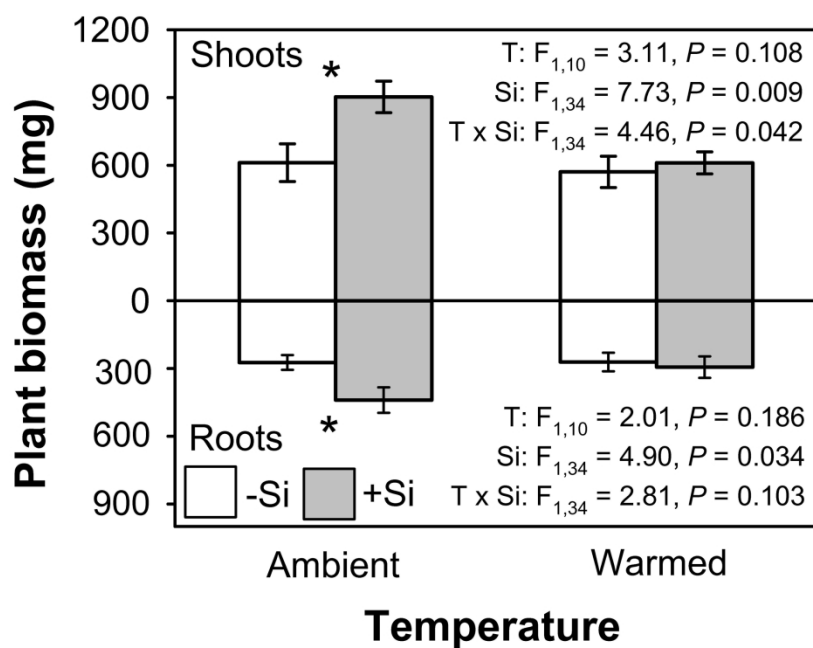 Plant biomass (mg)
1200
900
600
300
0
300
600
900
Shoots
*
T: F1,10 = 3.11, P = 0.108
Si: F1,34 = 7.73, P = 0.009
T x Si: F1,34 = 4.46, P = 0.042
*
Roots
-Si
+Si
T: F1,10 = 2.01, P = 0.186
Si: F1,34 = 4.90, P = 0.034
T x Si: F1,34 = 2.81, P = 0.103
Ambient
Warmed
Temperature